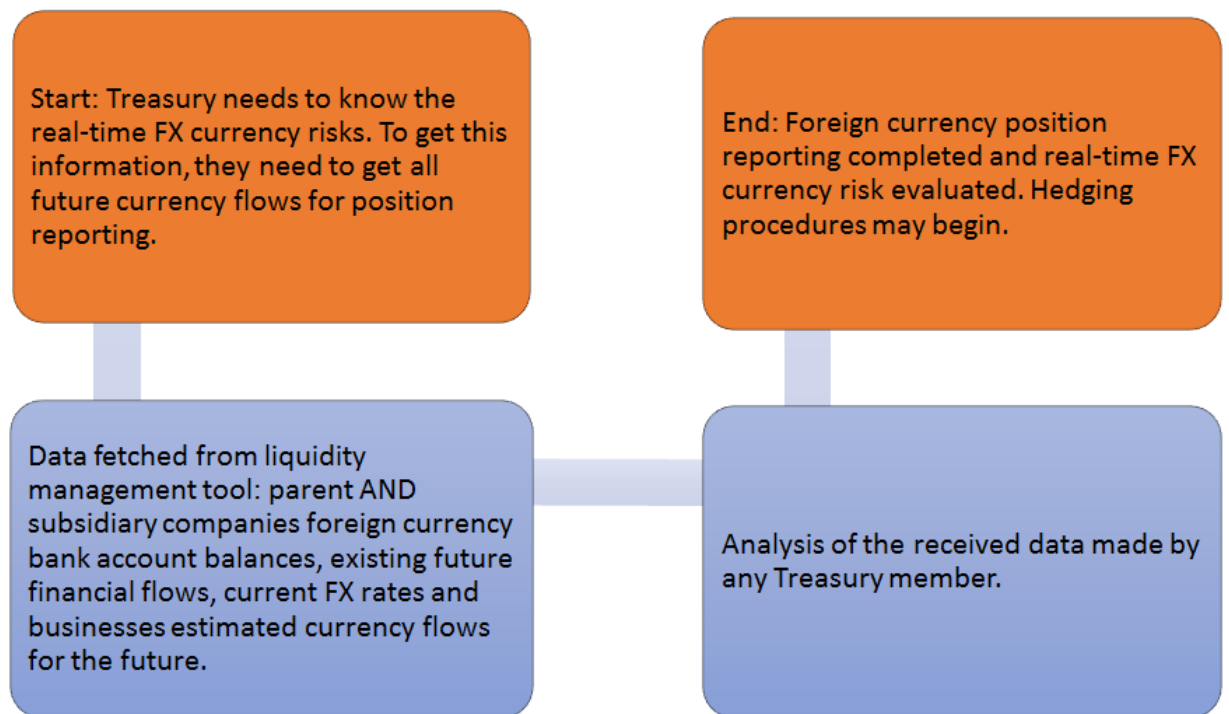 Start: Treasury needs to know the
real-time FX currency risks. To get this
information, they need to get all
future currency flows for position
reporting.
Data fetched from liquidity
management tool: parent AND
subsidiary companies foreign currency
bank account balances, existing future
financial flows, current FX rates and
businesses estimated currency flows
for the future.
Analysis of the received data made by
any Treasury member.
End: Foreign currency position
reporting completed and real-time FX
currency risk evaluated. Hedging
procedures may begin.